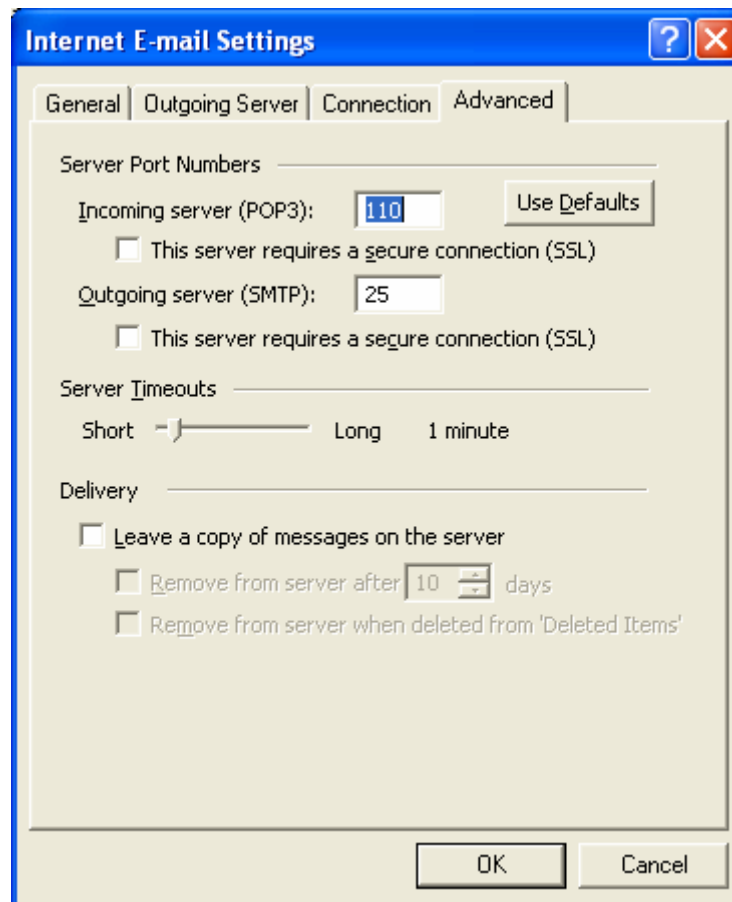 Internet E-mail Settings
General Outgoing Server Connection Advanced
Server Port Numbers
Incoming server (POP3): 110 Use Defaults
This server requires a secure connection (SSL)
Outgoing server (SMTP): 25
This server requires a secure connection (SSL)
Server Timeouts
Short Long 1 minute
Delivery
Leave a copy of messages on the server
Remove from server after 10 days
Remove from server when deleted from 'Deleted Items'
OK Cancel